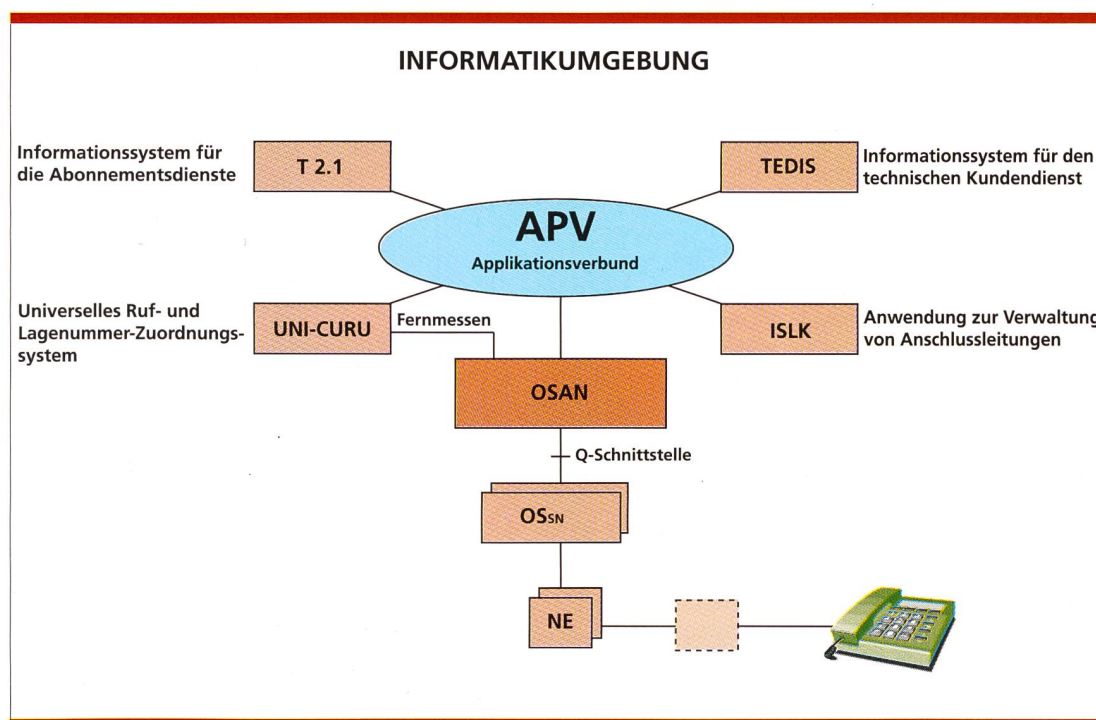 INFORMATIKUMGEBUNG
Informationssystem für
die Abonnementsdienste
T 2.1
TEDIS
Informationssystem für den
technischen Kundendienst
APV
Applikationsverbund
Universelles Ruf- und
Lagenummer-Zuordnungs-
system
UNI-CURU
Fernmessen
ISLK
Anwendung zur Verwaltung
von Anschlussleitungen
OSAN
Q-Schnittstelle
OSSN
NE